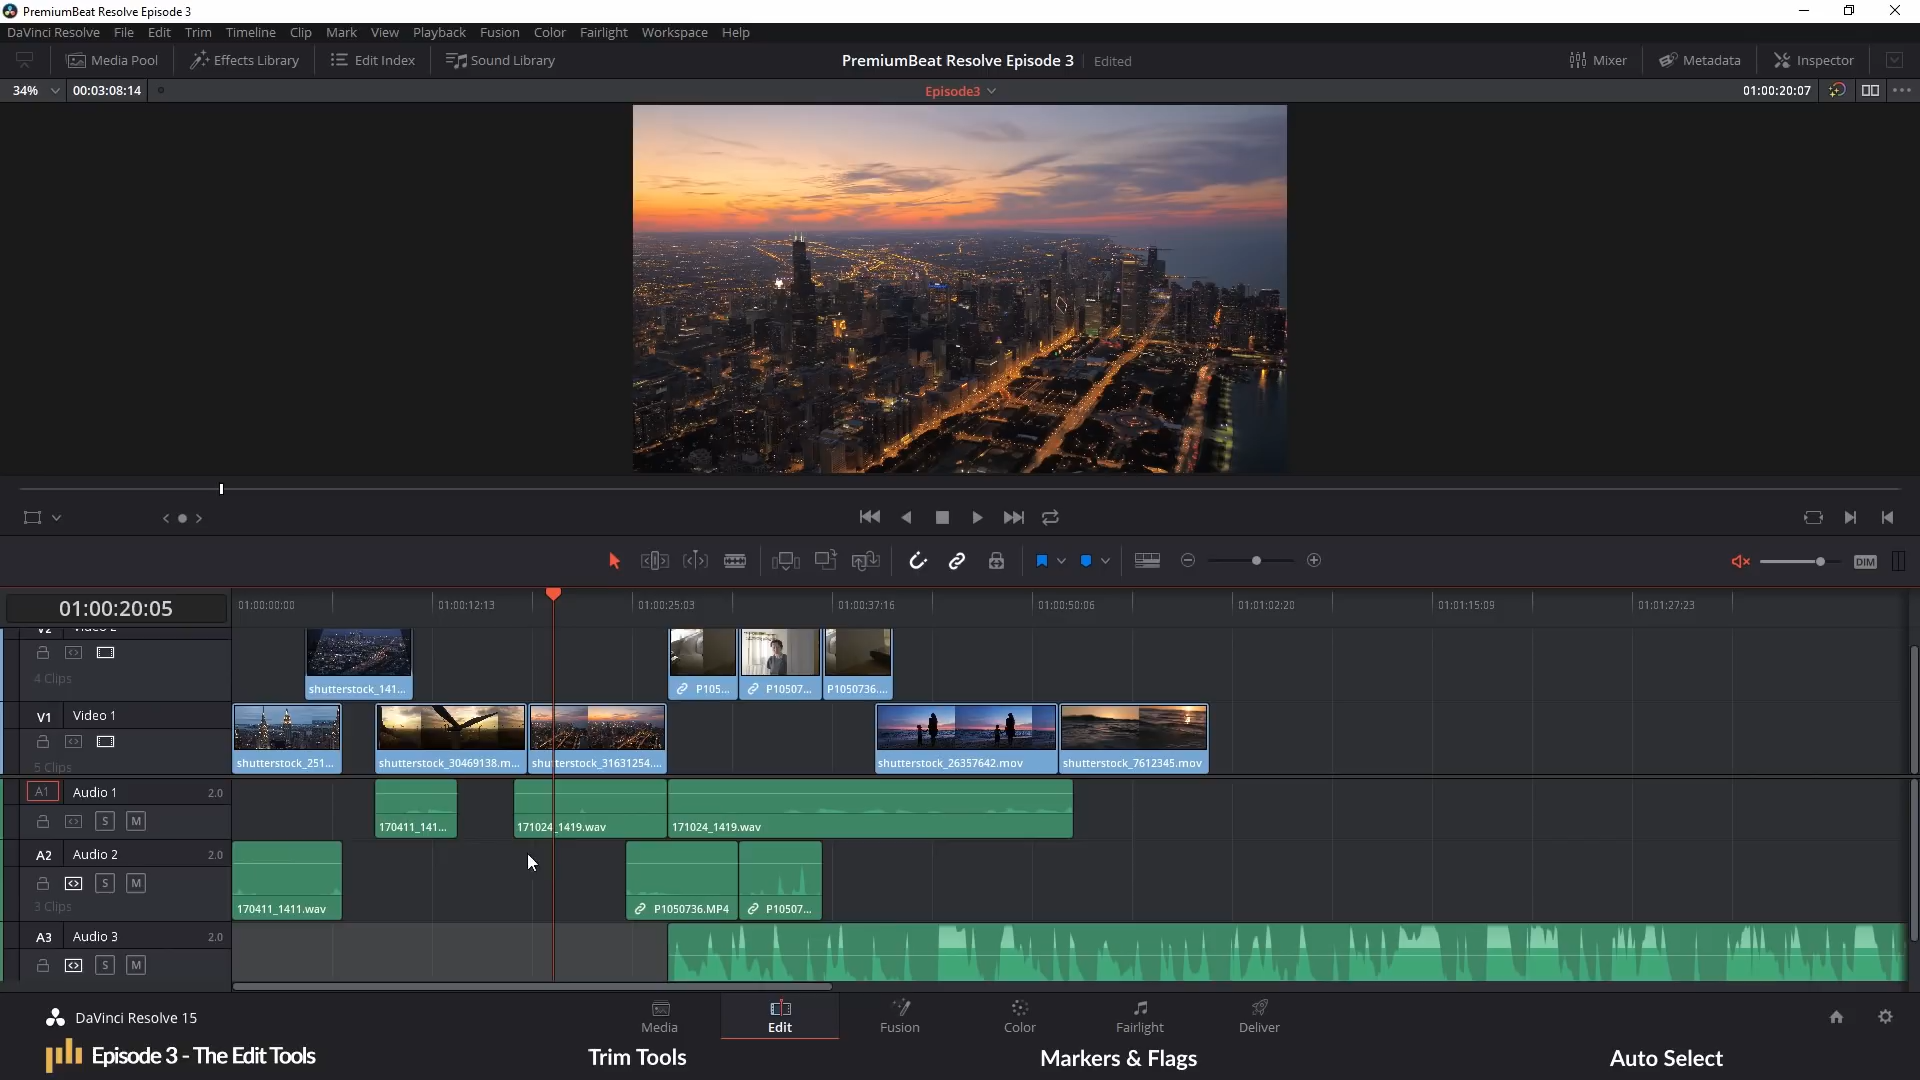 PremiumBeat Resolve Episode 3
DaVinci Resolve File Edit Trim Timeline Clip Mark View Playback Fusion Color Fairlight Workspace Help
Media Pool Effects Library Edit Index Sound Library PremiumBeat Resolve Episode 3 Edited Mixer Metadata Inspector
34% 00:03:08:14 Episode3 01:00:20:07
DIM
01:00:20:05 01:00:00:00 01:00:12:13 01:00:25:03 01:00:37:16 01:00:50:06 01:01:02:20 01:01:15:09 01:01:27:23
V2 Video 2
4 Clips
shutterstock_141... P105... P10507... P1050736....
V1 Video 1
5 Clips
shutterstock_251... shutterstock_30469138.m... shutterstock_31631254.... shutterstock_26357642.mov shutterstock_7612345.mov
A1 Audio 1 2.0
S M
170411_141... 171024_1419.wav 171024_1419.wav
A2 Audio 2 2.0
S M
3 Clips
170411_1411.wav P1050736.MP4 P10507...
A3 Audio 3 2.0
S M
DaVinci Resolve 15
Media Edit Fusion Color Fairlight Deliver
Episode 3 - The Edit Tools Trim Tools Markers & Flags Auto Select